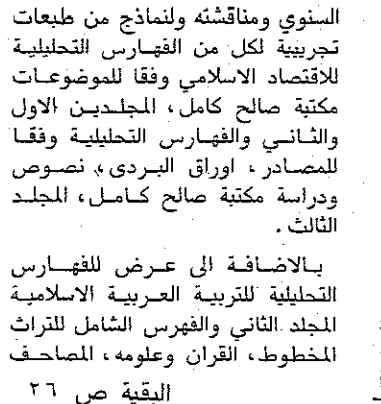 السنوي ومناقشته ولنماذج من طبعات
تجريبية لكل من الفهارس التحليلية
للاقتصاد الاسلامي وفقا للموضوعات
مكتبة صالح كامل، المجلدين الاول
والثاني والفهارس التحليلية وفقا
للمصادر، اوراق البردى، نصوص
ودراسة مكتبة صالح كامل، المجلد
الثالث.
بالاضافة الى عرض للفهارس
التحليلية للتربية العربية الاسلامية
المجلد الثاني والفهرس الشامل للتراث
المخطوط، القران وعلومه، المصاحف
البقية ص ٢٦